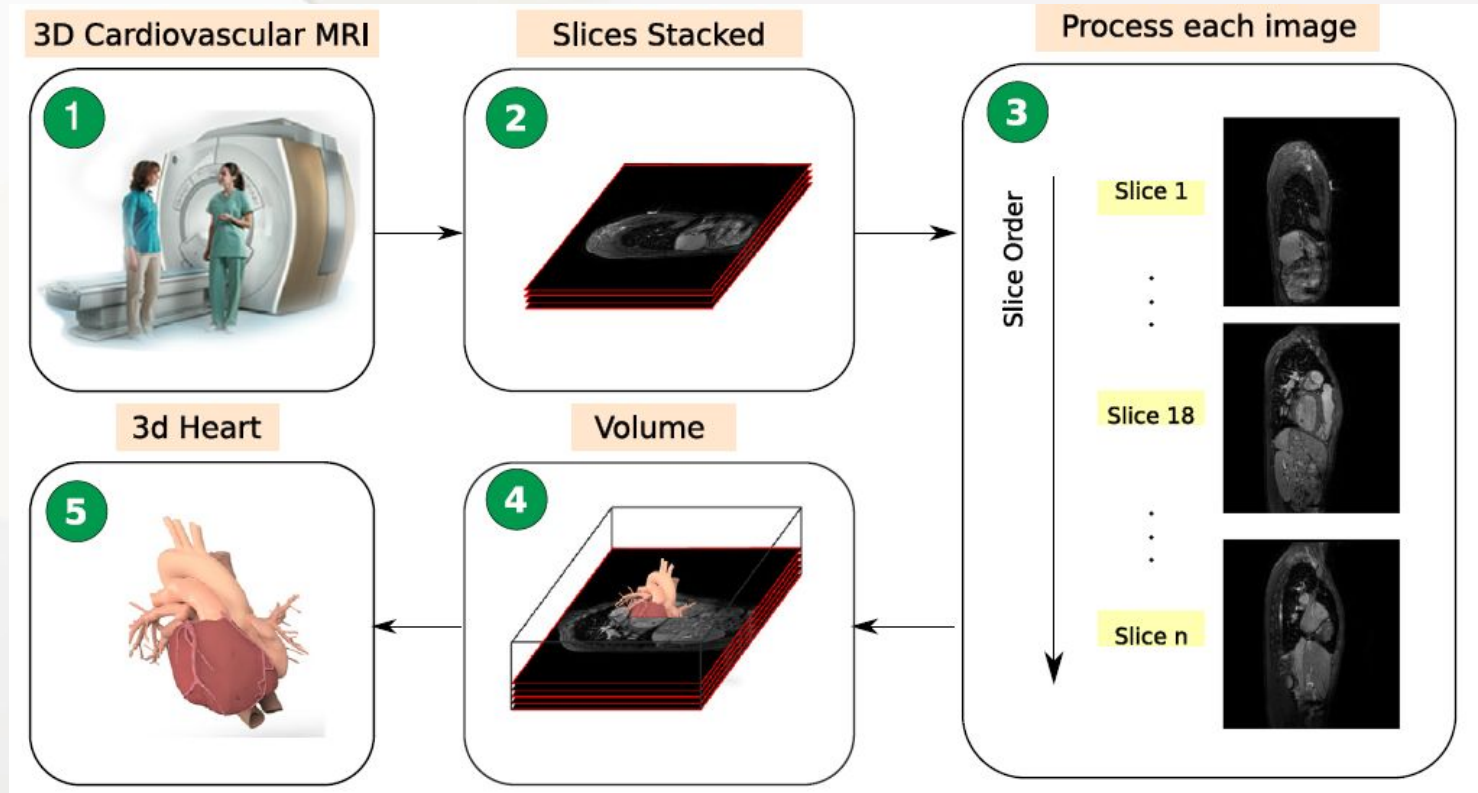 3D Cardiovascular MRI
1
Slices Stacked
2
Process each image
3
Slice Order
Slice 1
Slice 18
Slice n
Volume
4
3d Heart
5